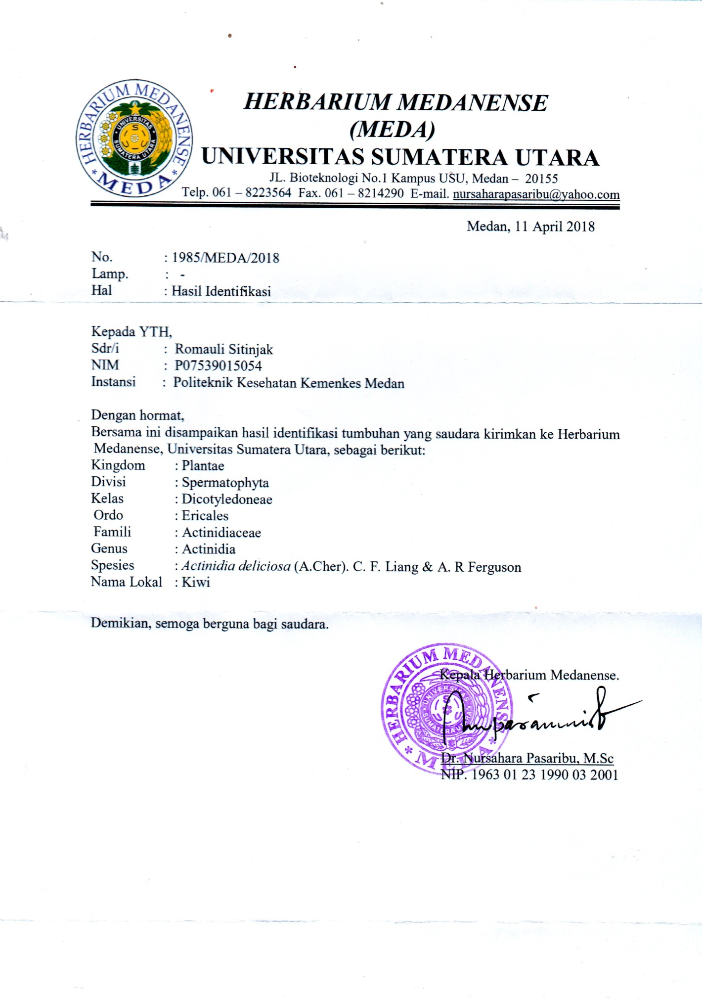 HERBARIUM MEDANENSE
* MEDA *
UNIVERSITAS
SUMATERA UTARA
HERBARIUM MEDANENSE
(MEDA)
UNIVERSITAS SUMATERA UTARA
JL. Bioteknologi No.1 Kampus USU, Medan – 20155
Telp. 061 – 8223564 Fax. 061 – 8214290 E-mail. nursaharapasaribu@yahoo.com
Medan, 11 April 2018
No. : 1985/MEDA/2018
Lamp. : -
Hal : Hasil Identifikasi
Kepada YTH,
Sdr/i : Romauli Sitinjak
NIM : P07539015054
Instansi : Politeknik Kesehatan Kemenkes Medan
Dengan hormat,
Bersama ini disampaikan hasil identifikasi tumbuhan yang saudara kirimkan ke Herbarium
Medanense, Universitas Sumatera Utara, sebagai berikut:
Kingdom : Plantae
Divisi : Spermatophyta
Kelas : Dicotyledoneae
Ordo : Ericales
Famili : Actinidiaceae
Genus : Actinidia
Spesies : Actinidia deliciosa (A.Cher). C. F. Liang & A. R Ferguson
Nama Lokal : Kiwi
Demikian, semoga berguna bagi saudara.
HERBARIUM MEDANENSE
* MEDA *
UNIVERSITAS
SUMATERA UTARA
Kepala Herbarium Medanense.
Dr. Nursahara Pasaribu, M.Sc
NIP. 1963 01 23 1990 03 2001